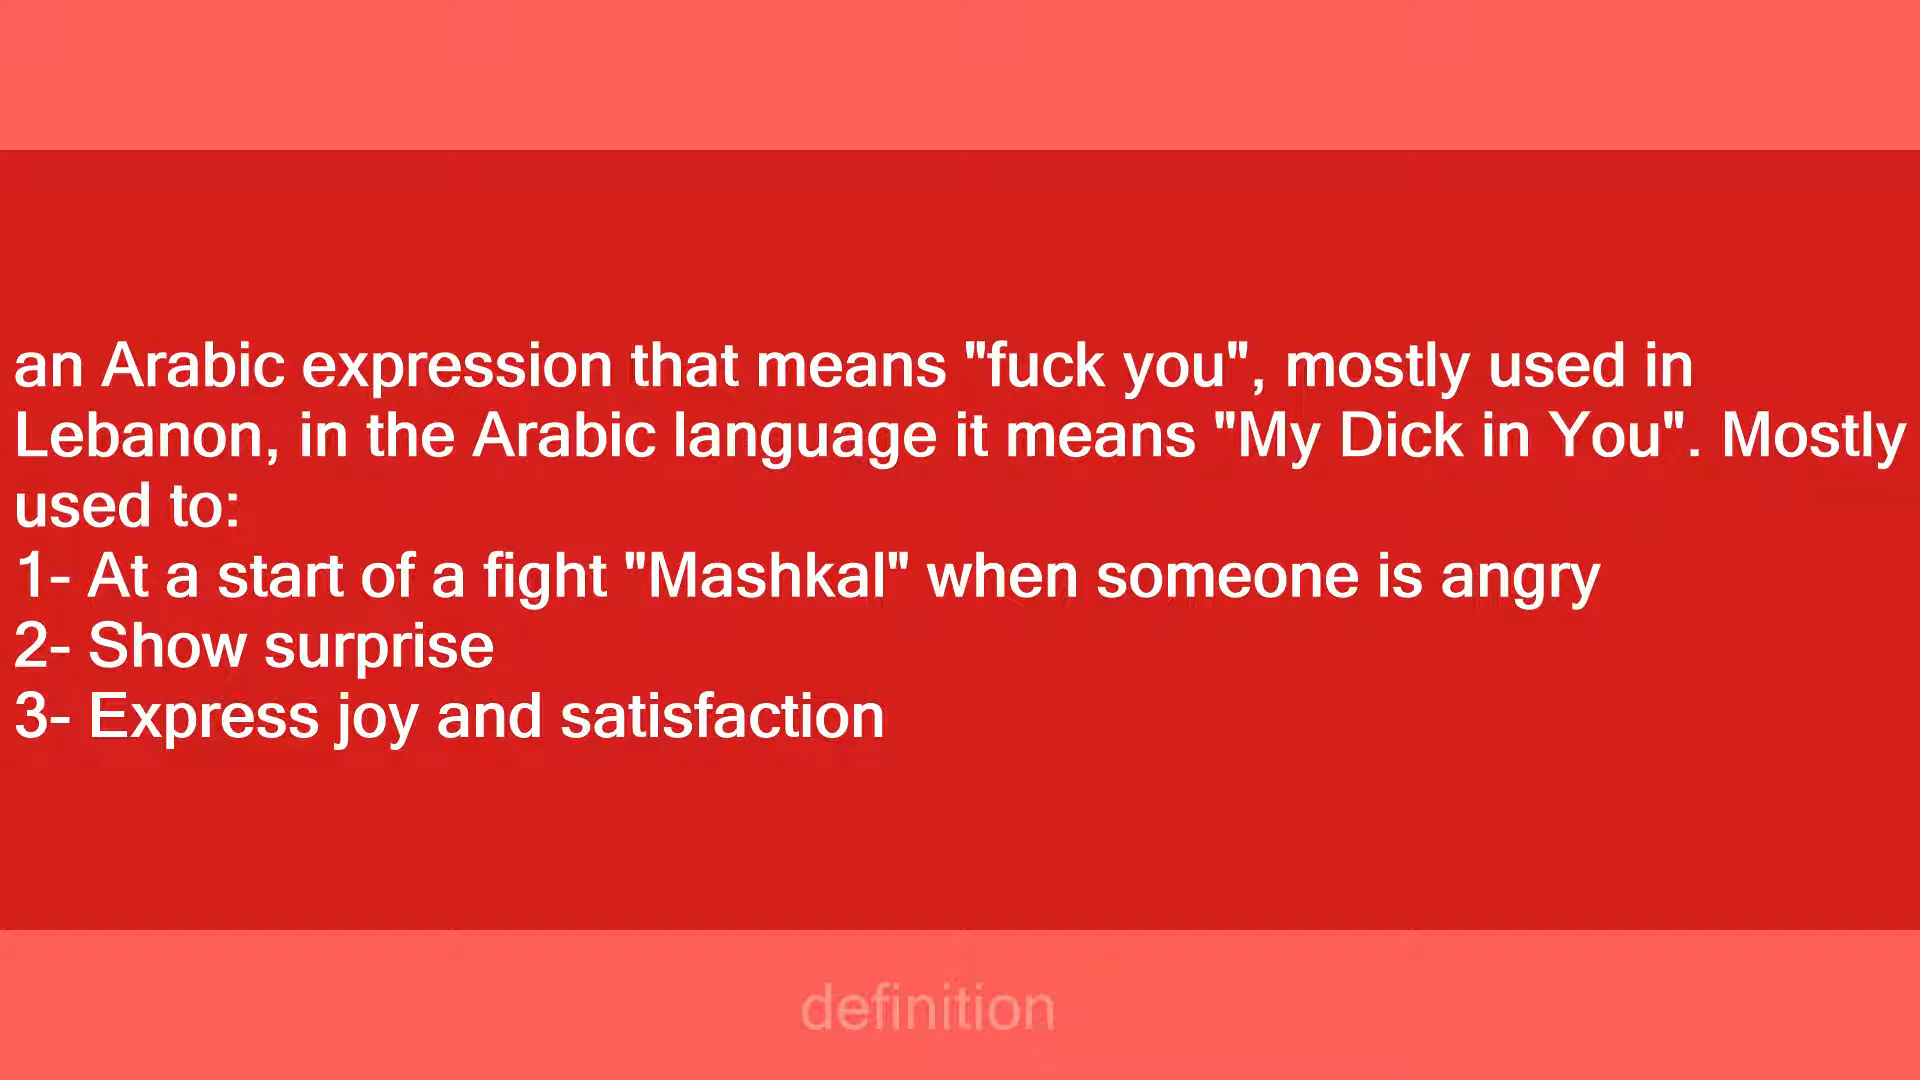 an Arabic expression that means "fuck you", mostly used in
Lebanon, in the Arabic language it means "My Dick in You". Mostly
used to:
1- At a start of a fight "Mashkal" when someone is angry
2- Show surprise
3- Express joy and satisfaction
definition